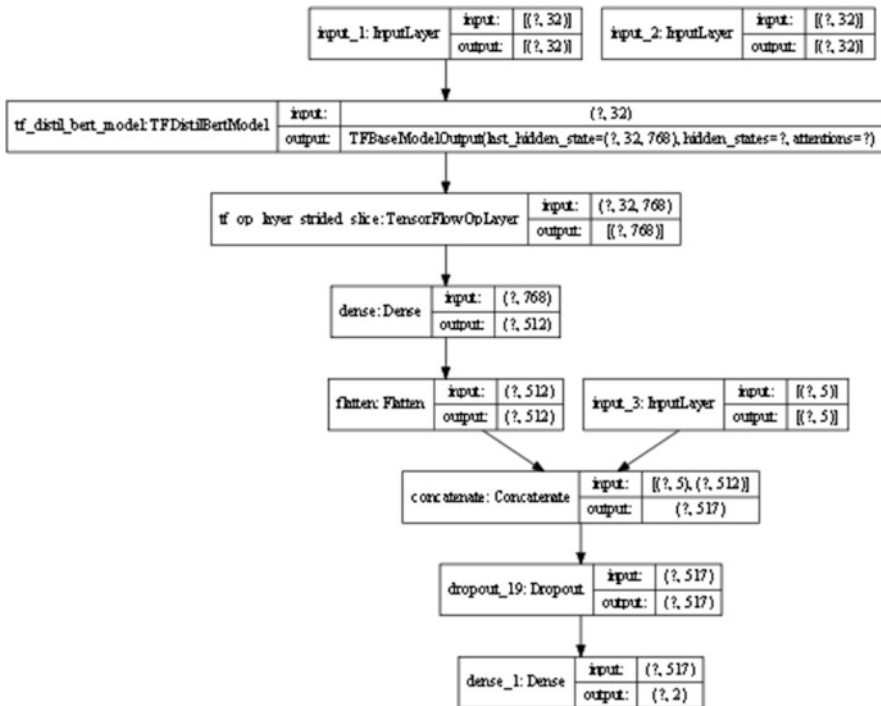 input_1: InputLayer input: [(?, 32)] output: [(?, 32)]
input_2: InputLayer input: [(?, 32)] output: [(?, 32)]
tf_distil_bert_model: TFDistilBertModel input: (?, 32) output: TFBaseModelOutput(last_hidden_state=(?, 32, 768), hidden_states=?, attentions=?)
tf_op_layer_strided_slice: TensorFlowOpLayer input: (?, 32, 768) output: [(?, 768)]
dense: Dense input: (?, 768) output: (?, 512)
flatten: Flatten input: (?, 512) output: (?, 512)
input_3: InputLayer input: [(?, 5)] output: [(?, 5)]
concatenate: Concatenate input: [(?, 5), (?, 512)] output: (?, 517)
dropout_19: Dropout input: (?, 517) output: (?, 517)
dense_1: Dense input: (?, 517) output: (?, 2)